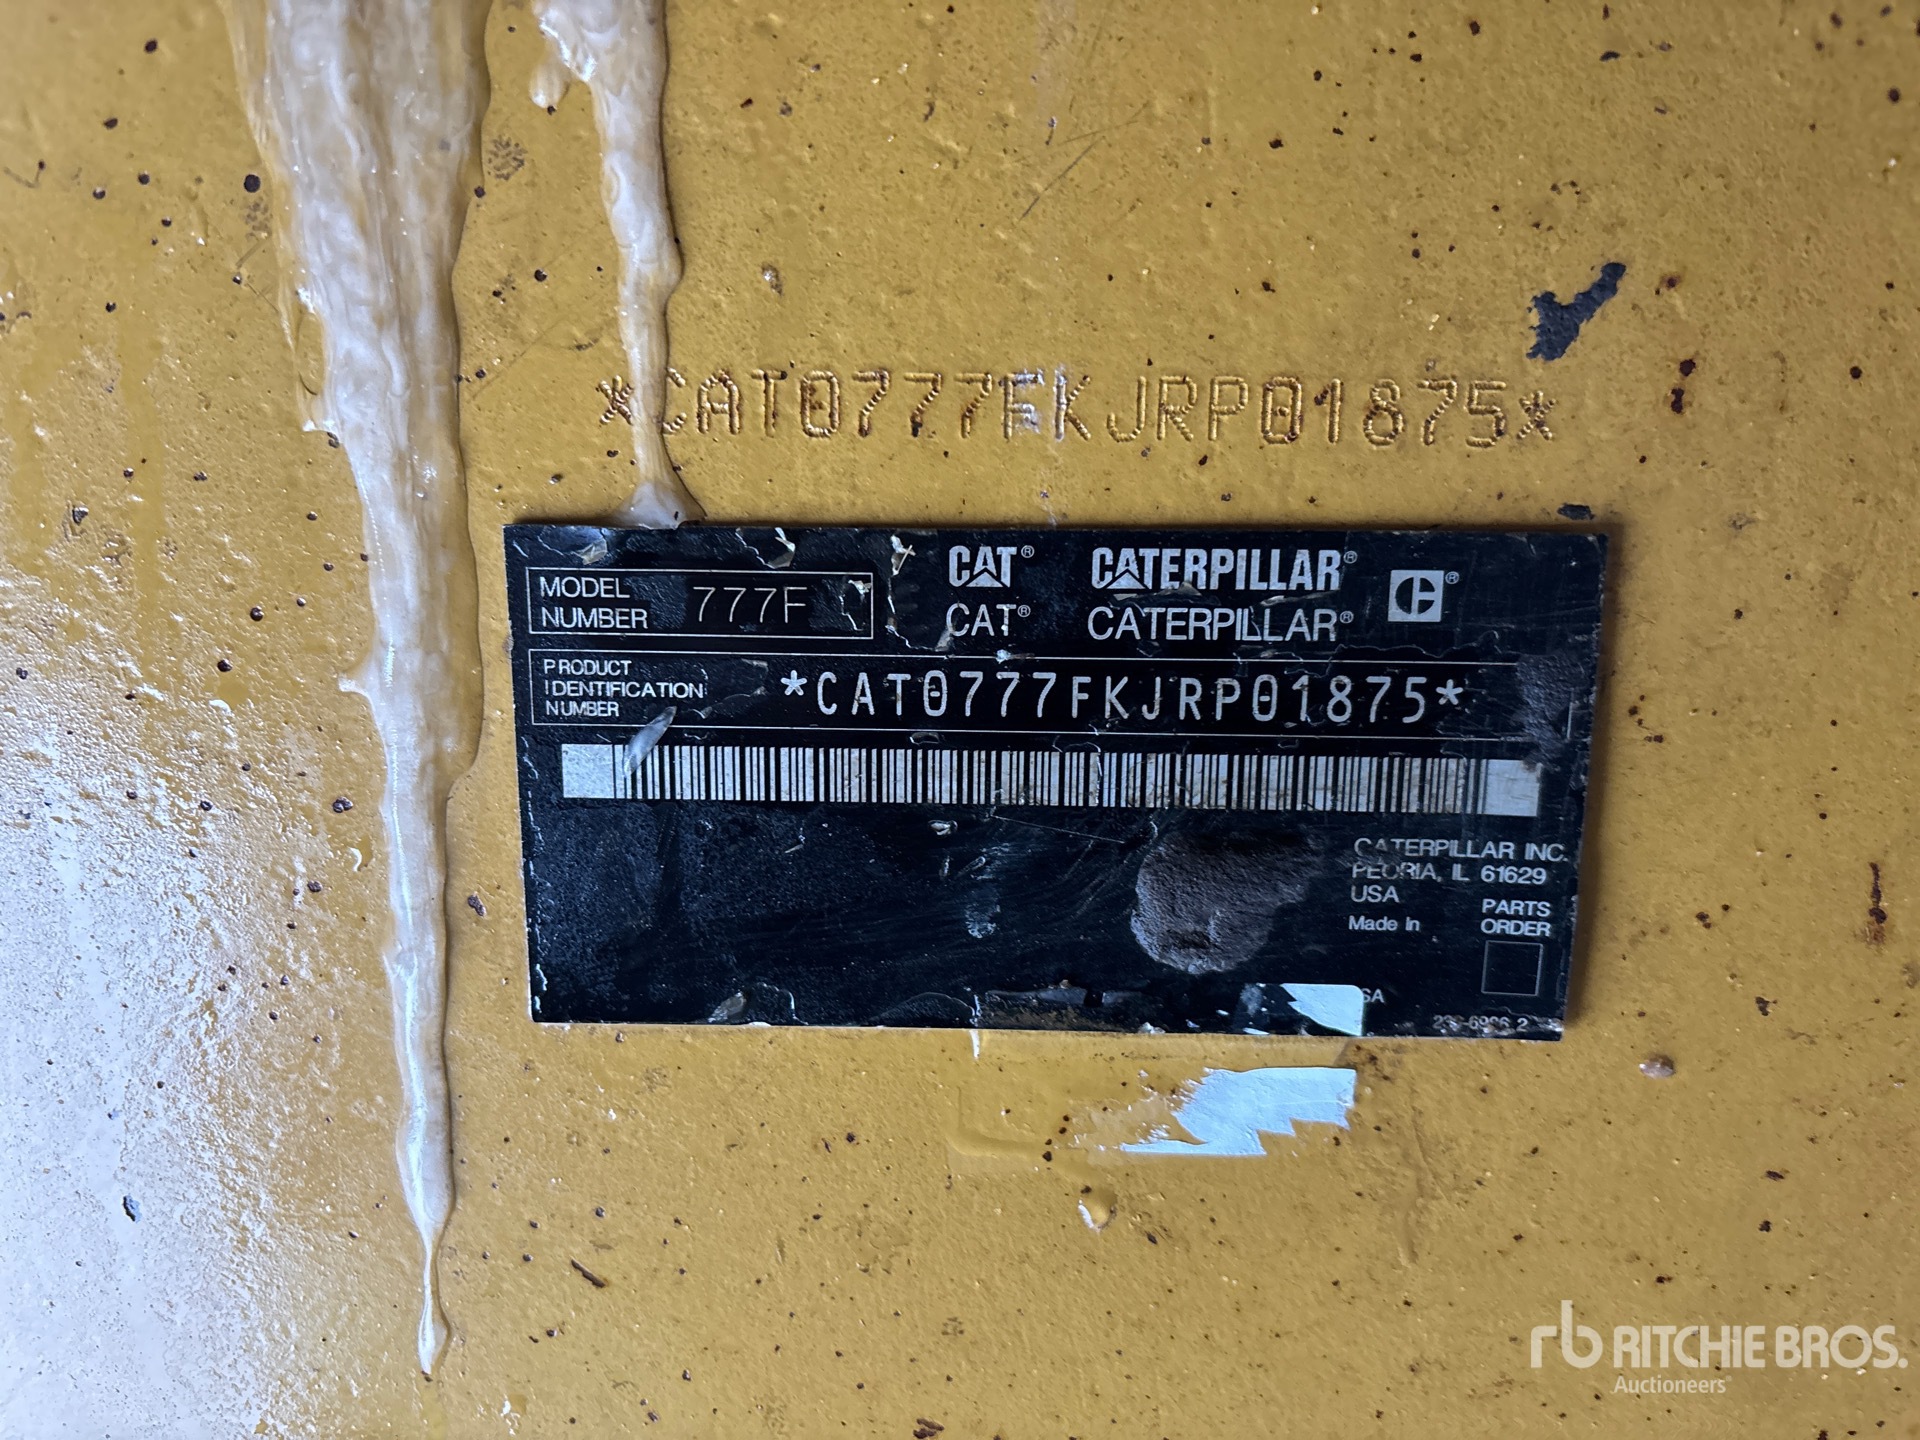 *CAT0777FKJRP01875*
MODEL NUMBER 777F
CAT® CATERPILLAR® ®
CAT® CATERPILLAR®
PRODUCT IDENTIFICATION NUMBER *CAT0777FKJRP01875*
CATERPILLAR INC.
PEORIA, IL 61629
USA
Made in
PARTS
ORDER
rb RITCHIE BROS.
Auctioneers